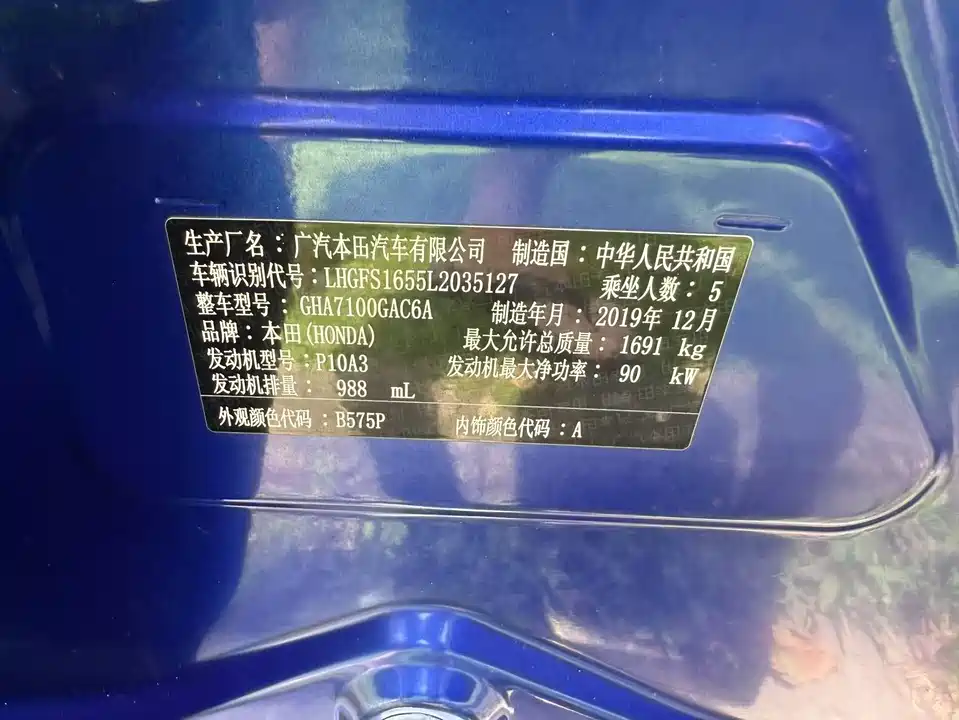 生产厂名：广汽本田汽车有限公司 制造国：中华人民共和国
车辆识别代号：LHGFS1655L2035127 乘坐人数：5
整车型号：GHA7100GAC6A 制造年月：2019年12月
品牌：本田(HONDA) 最大允许总质量：1691 kg
发动机型号：P10A3 发动机最大净功率：90 kW
发动机排量：988 mL
外观颜色代码：B575P 内饰颜色代码：A